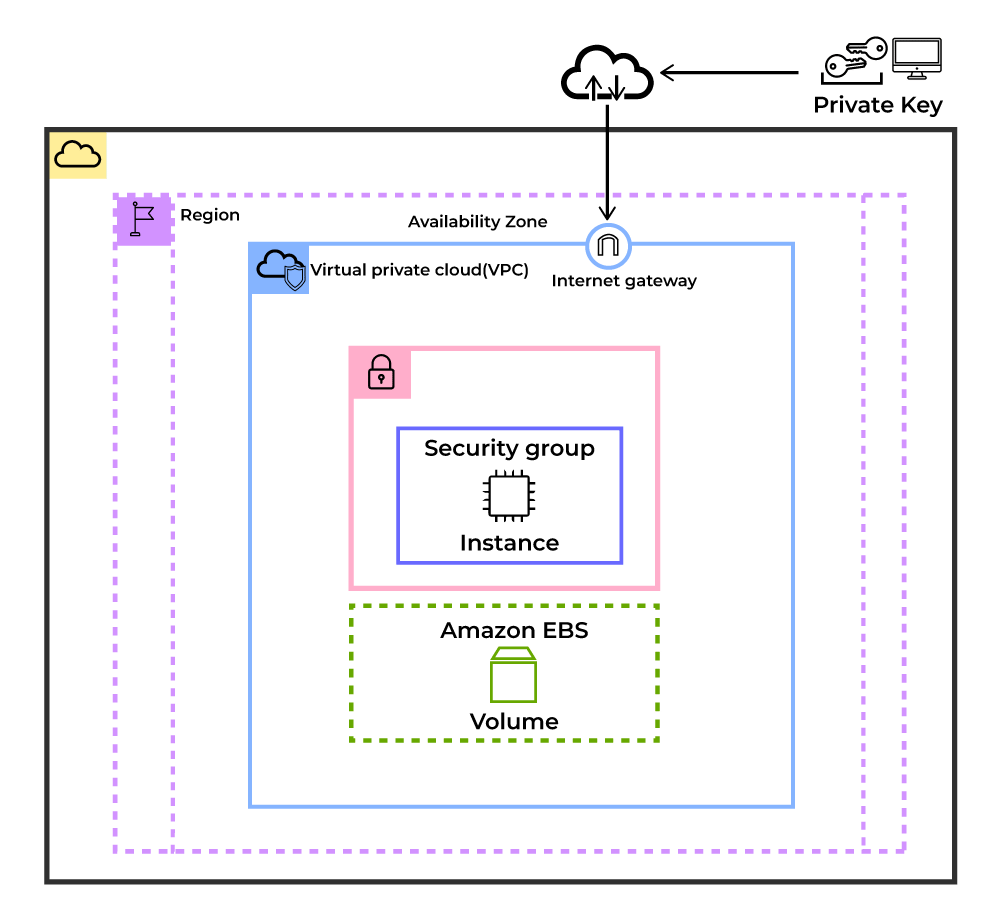 Private Key
Region
Availability Zone
Virtual private cloud(VPC)
Internet gateway
Security group
Instance
Amazon EBS
Volume